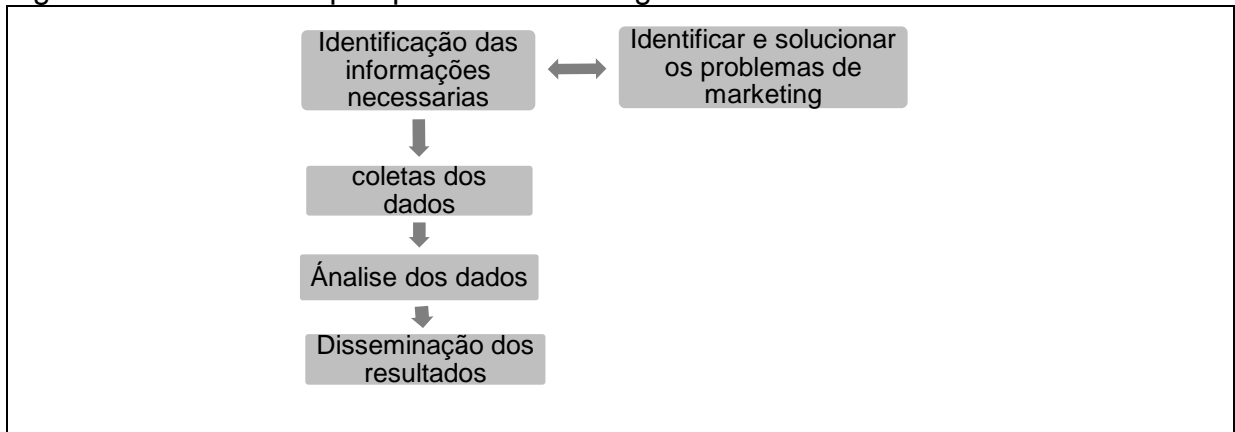 Identificação das
informações
necessarias
Identificar e solucionar
os problemas de
marketing
coletas dos
dados
Ánalise dos dados
Disseminação dos
resultados